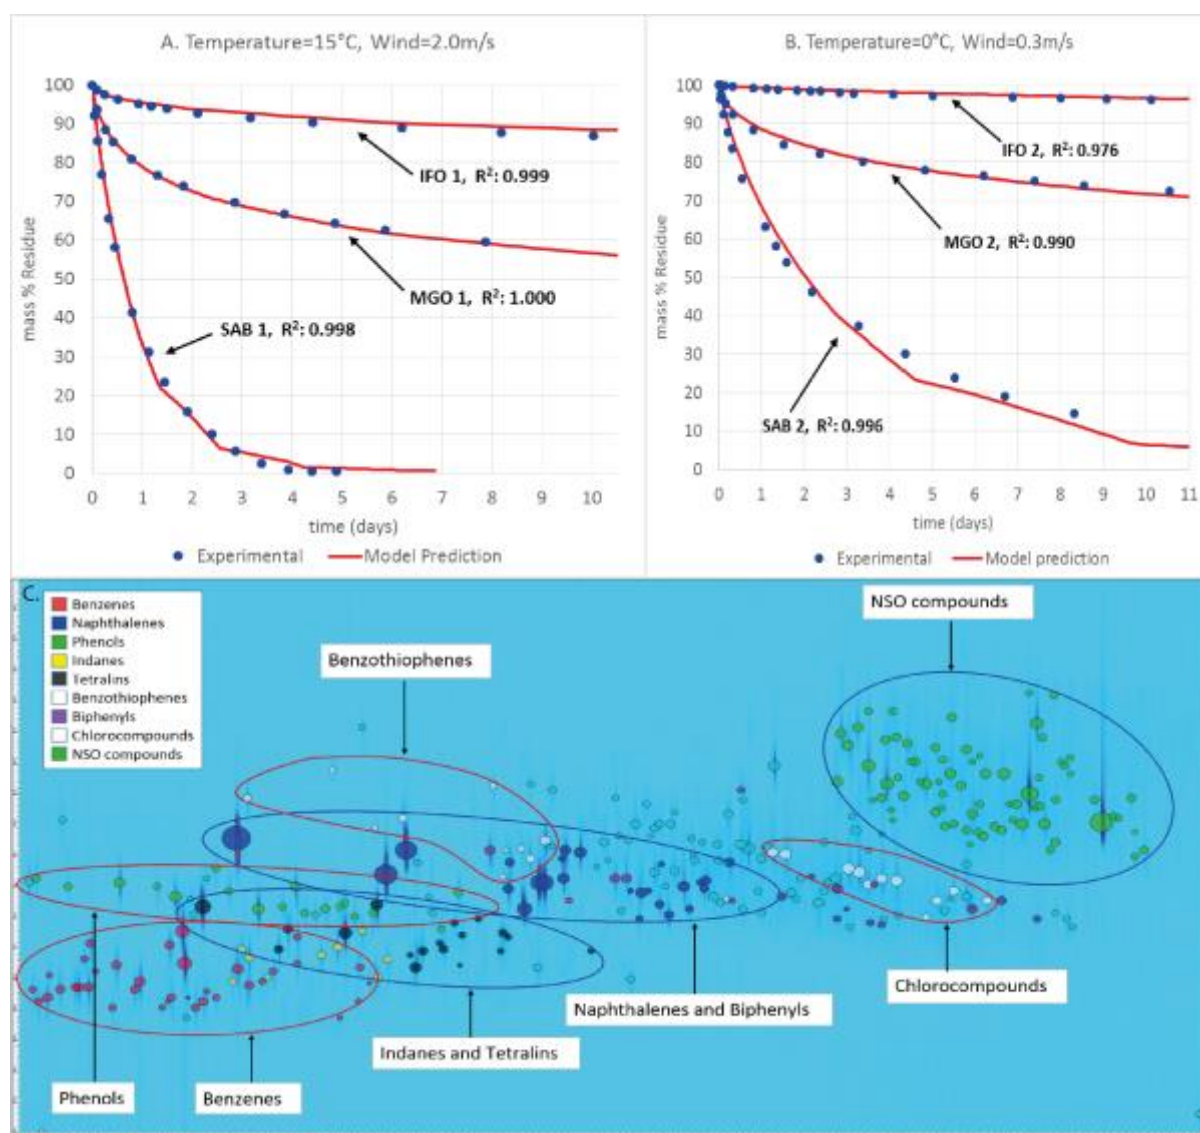 A. Temperature=15°C, Wind=2.0m/s
100
90
80
70
60
50
40
30
20
10
0
mass % Residue
IFO 1, R²: 0.999
MGO 1, R²: 1.000
SAB 1, R²: 0.998
0 1 2 3 4 5 6 7 8 9 10
time (days)
Experimental Model Prediction
B. Temperature=0°C, Wind=0.3m/s
100
90
80
70
60
50
40
30
20
10
0
mass % Residue
IFO 2, R²: 0.976
MGO 2, R²: 0.990
SAB 2, R²: 0.996
0 1 2 3 4 5 6 7 8 9 10 11
time (days)
Experimental Model prediction
C.
Benzenes
Naphthalenes
Phenols
Indanes
Tetralins
Benzothiophenes
Biphenyls
Chlorocompounds
NSO compounds
NSO compounds
Benzothiophenes
Chlorocompounds
Naphthalenes and Biphenyls
Indanes and Tetralins
Phenols
Benzenes